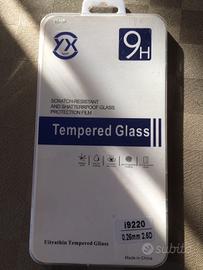 9H
SCRATCH-RESISTANT
AND SHATTERPROOF GLASS
PROTECTION FILM
Tempered Glass
i9220
0.26mm 2.5D
Made in China
Ultrathin Tempered Glass
subito